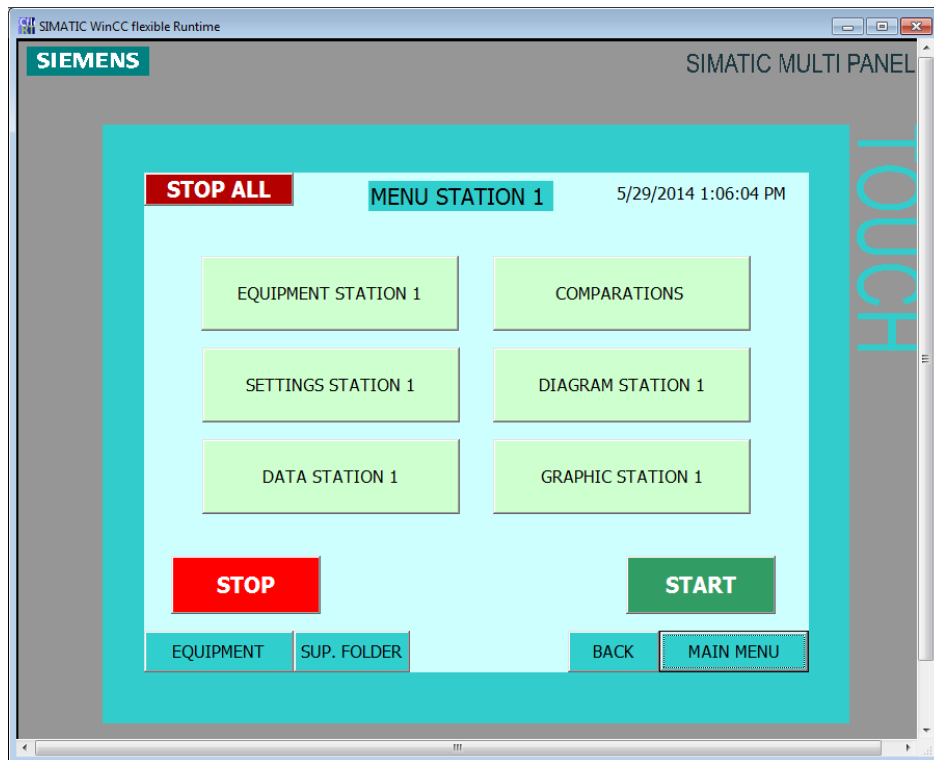 SIMATIC WinCC flexible Runtime
SIEMENS
SIMATIC MULTI PANEL
TOUCH
STOP ALL
MENU STATION 1
5/29/2014 1:06:04 PM
EQUIPMENT STATION 1
COMPARATIONS
SETTINGS STATION 1
DIAGRAM STATION 1
DATA STATION 1
GRAPHIC STATION 1
STOP
START
EQUIPMENT
SUP. FOLDER
BACK
MAIN MENU